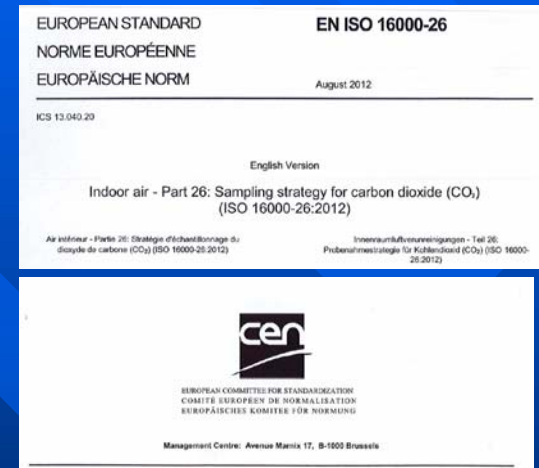 EUROPEAN STANDARD
EN ISO 16000-26
NORME EUROPÉENNE
EUROPÄISCHE NORM
August 2012
ICS 13.040.20
English Version
Indoor air - Part 26: Sampling strategy for carbon dioxide (CO₂)
(ISO 16000-26:2012)
Air intérieur - Partie 26: Stratégie d'échantillonnage du
dioxyde de carbone (CO₂) (ISO 16000-26:2012)
Innenraumluftverunreinigungen - Teil 26:
Probenahmestrategie für Kohlendioxid (CO₂) (ISO 16000-
26:2012)
cen
EUROPEAN COMMITTEE FOR STANDARDIZATION
COMITÉ EUROPÉEN DE NORMALISATION
EUROPÄISCHES KOMITEE FÜR NORMUNG
Management Centre: Avenue Marnix 17, B-1000 Brussels